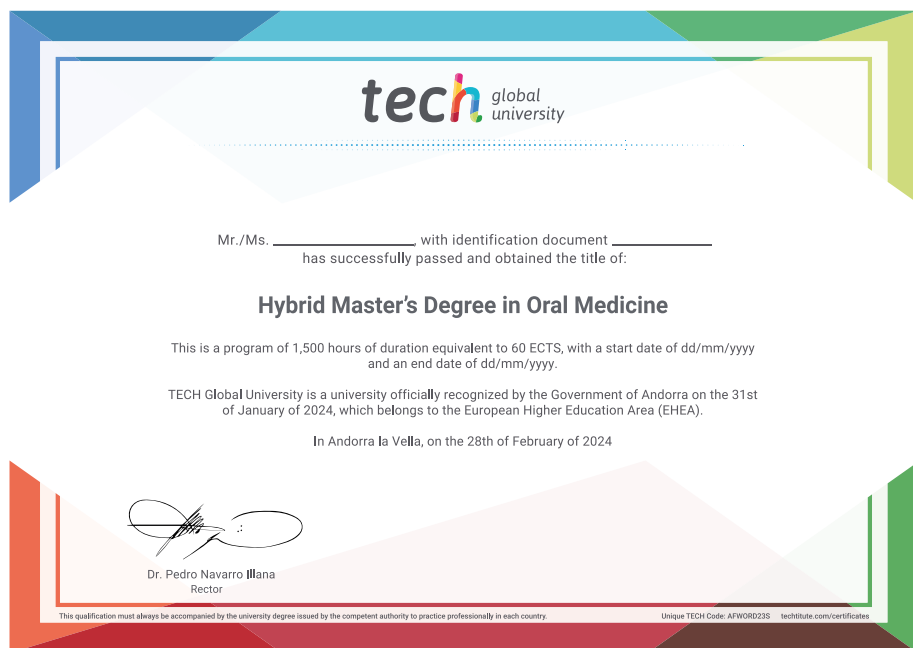 tech global university
Mr./Ms. ____________, with identification document ____________
has successfully passed and obtained the title of:
Hybrid Master's Degree in Oral Medicine
This is a program of 1,500 hours of duration equivalent to 60 ECTS, with a start date of dd/mm/yyyy
and an end date of dd/mm/yyyy.
TECH Global University is a university officially recognized by the Government of Andorra on the 31st
of January of 2024, which belongs to the European Higher Education Area (EHEA).
In Andorra la Vella, on the 28th of February of 2024
Dr. Pedro Navarro Illana
Rector
This qualification must always be accompanied by the university degree issued by the competent authority to practice professionally in each country.
Unique TECH Code: AFWORD23S techtitute.com/certificates